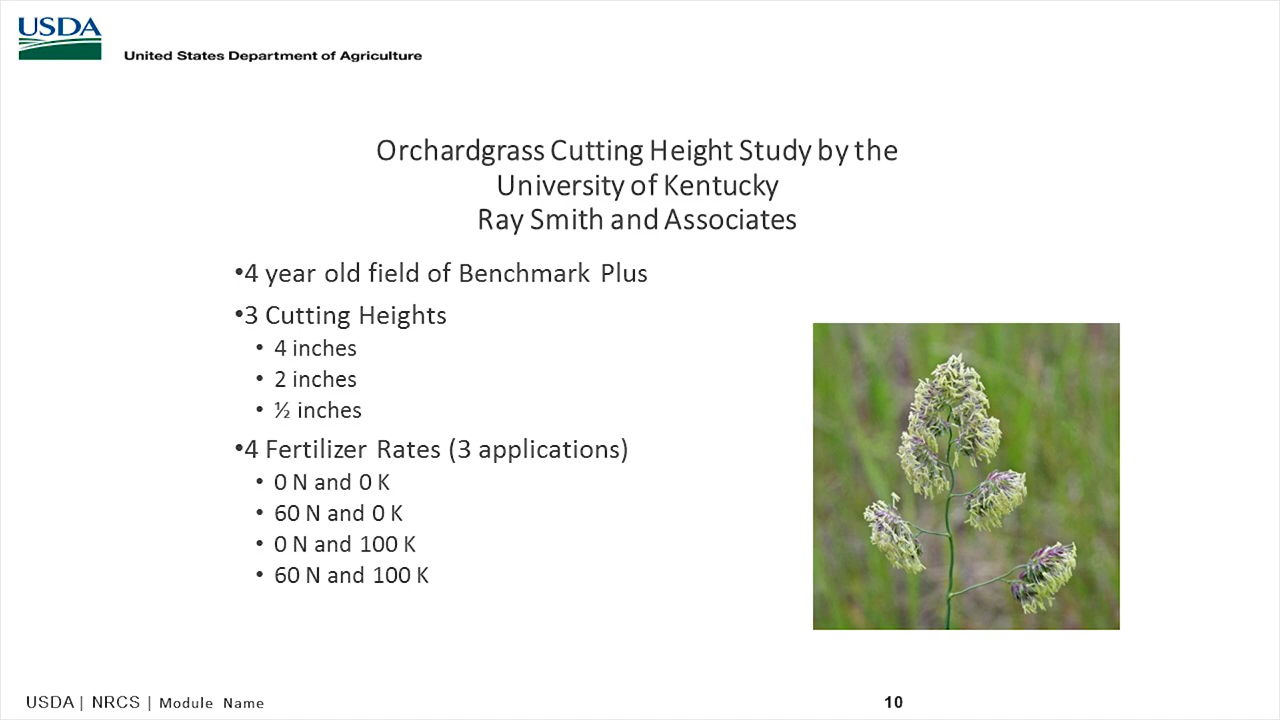 USDA
United States Department of Agriculture
Orchardgrass Cutting Height Study by the
University of Kentucky
Ray Smith and Associates
•4 year old field of Benchmark Plus
•3 Cutting Heights
• 4 inches
• 2 inches
• ½ inches
•4 Fertilizer Rates (3 applications)
• 0 N and 0 K
• 60 N and 0 K
• 0 N and 100 K
• 60 N and 100 K
USDA | NRCS | Module Name
10